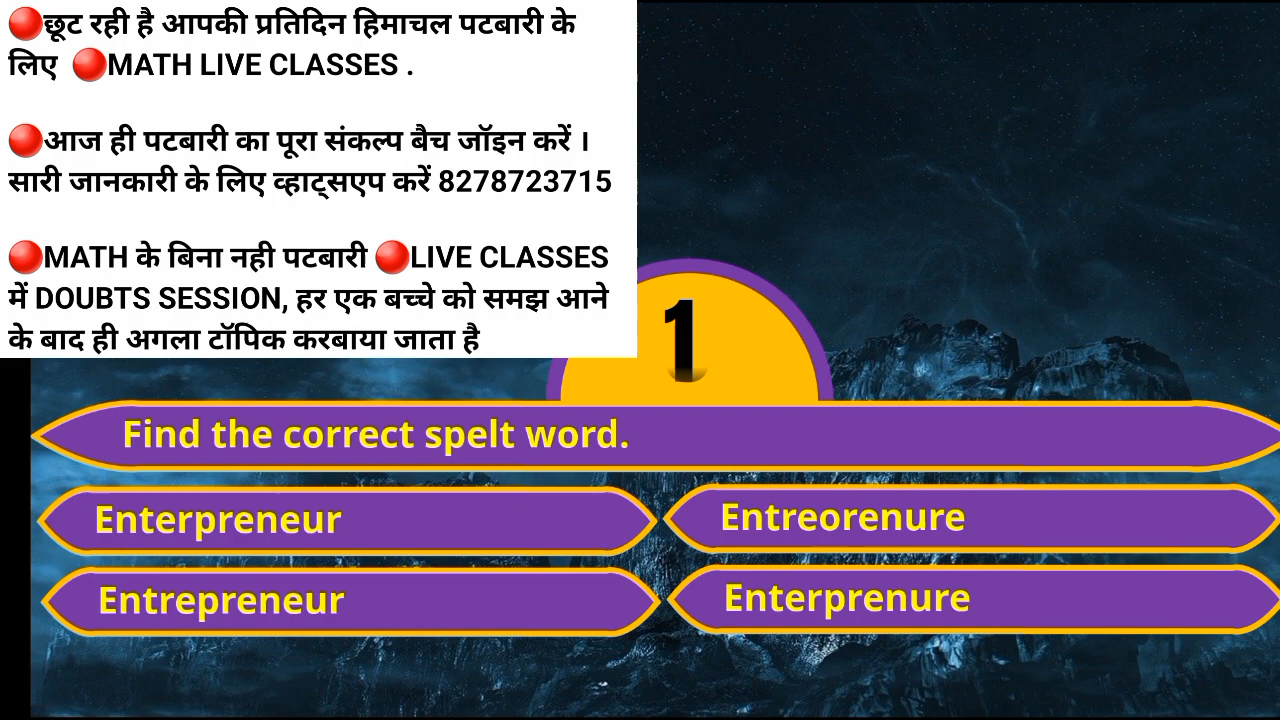 🔴छूट रही है आपकी प्रतिदिन हिमाचल पटबारी के
लिए 🔴MATH LIVE CLASSES .
🔴आज ही पटबारी का पूरा संकल्प बैच जॉइन करें ।
सारी जानकारी के लिए व्हाट्सएप करें 8278723715
🔴MATH के बिना नही पटबारी 🔴LIVE CLASSES
में DOUBTS SESSION, हर एक बच्चे को समझ आने
के बाद ही अगला टॉपिक करबाया जाता है
1
Find the correct spelt word.
Enterpreneur
Entreorenure
Entrepreneur
Enterprenure